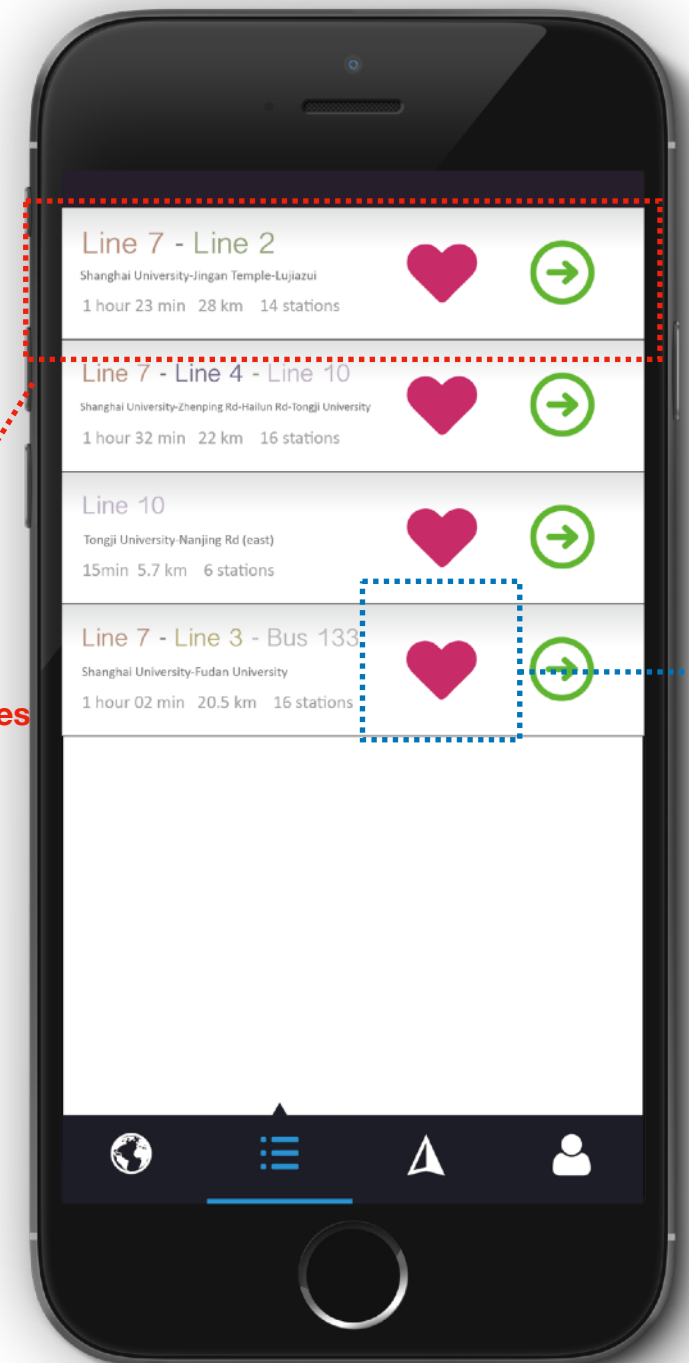 Line 7 - Line 2
Shanghai University-Jingan Temple-Lujiazui
1 hour 23 min 28 km 14 stations
Line 7 - Line 4 - Line 10
Shanghai University-Zhenping Rd-Hailun Rd-Tongji University
1 hour 32 min 22 km 16 stations
Line 10
Tongji University-Nanjing Rd (east)
15min 5.7 km 6 stations
Line 7 - Line 3 - Bus 133
Shanghai University-Fudan University
1 hour 02 min 20.5 km 16 stations
es